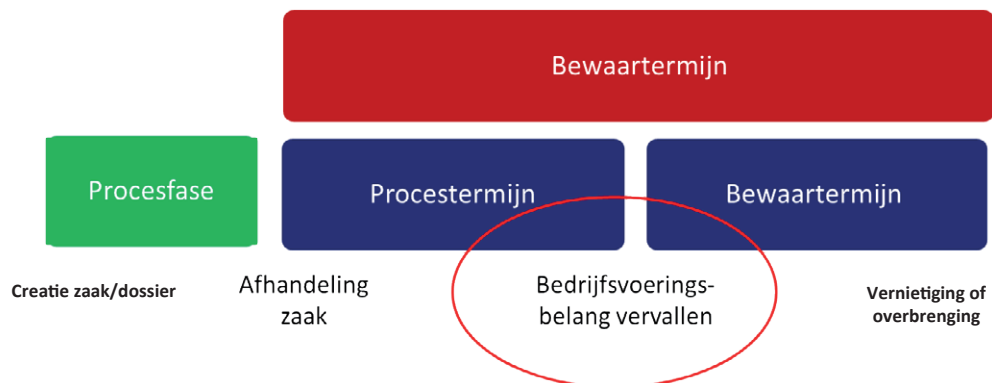 Bewaartermijn
Procesfase
Procestermijn
Bewaartermijn
Creatie zaak/dossier
Afhandeling
zaak
Bedrijfsvoerings-
belang vervallen
Vernietiging of
overbrenging